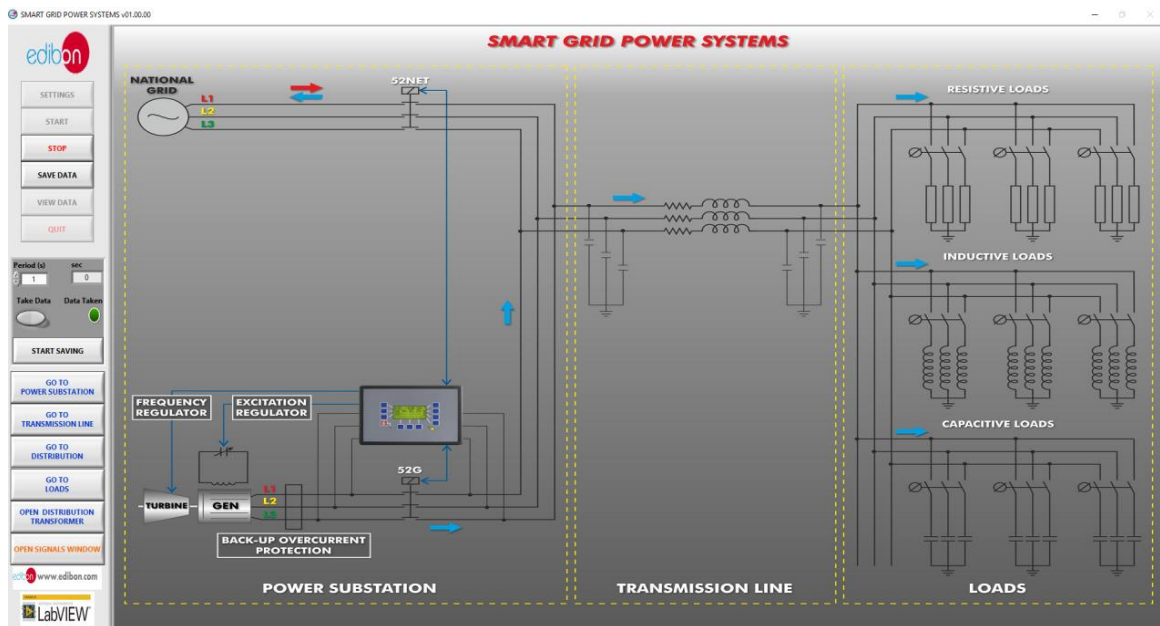 SMART GRID POWER SYSTEMS v01.00.00
edibon
SETTINGS
START
STOP
SAVE DATA
VIEW DATA
QUIT
Period (s)
sec
1
0
Take Data
Data Taken
START SAVING
GO TO
POWER SUBSTATION
GO TO
TRANSMISSION LINE
GO TO
DISTRIBUTION
GO TO
LOADS
OPEN DISTRIBUTION
TRANSFORMER
OPEN SIGNALS WINDOW
edibon www.edibon.com
LabVIEW
SMART GRID POWER SYSTEMS
NATIONAL
GRID
L1
L2
L3
52NET
FREQUENCY
REGULATOR
EXCITATION
REGULATOR
52G
TURBINE
GEN
L1
L2
L3
BACK-UP OVERCURRENT
PROTECTION
POWER SUBSTATION
TRANSMISSION LINE
RESISTIVE LOADS
INDUCTIVE LOADS
CAPACITIVE LOADS
LOADS